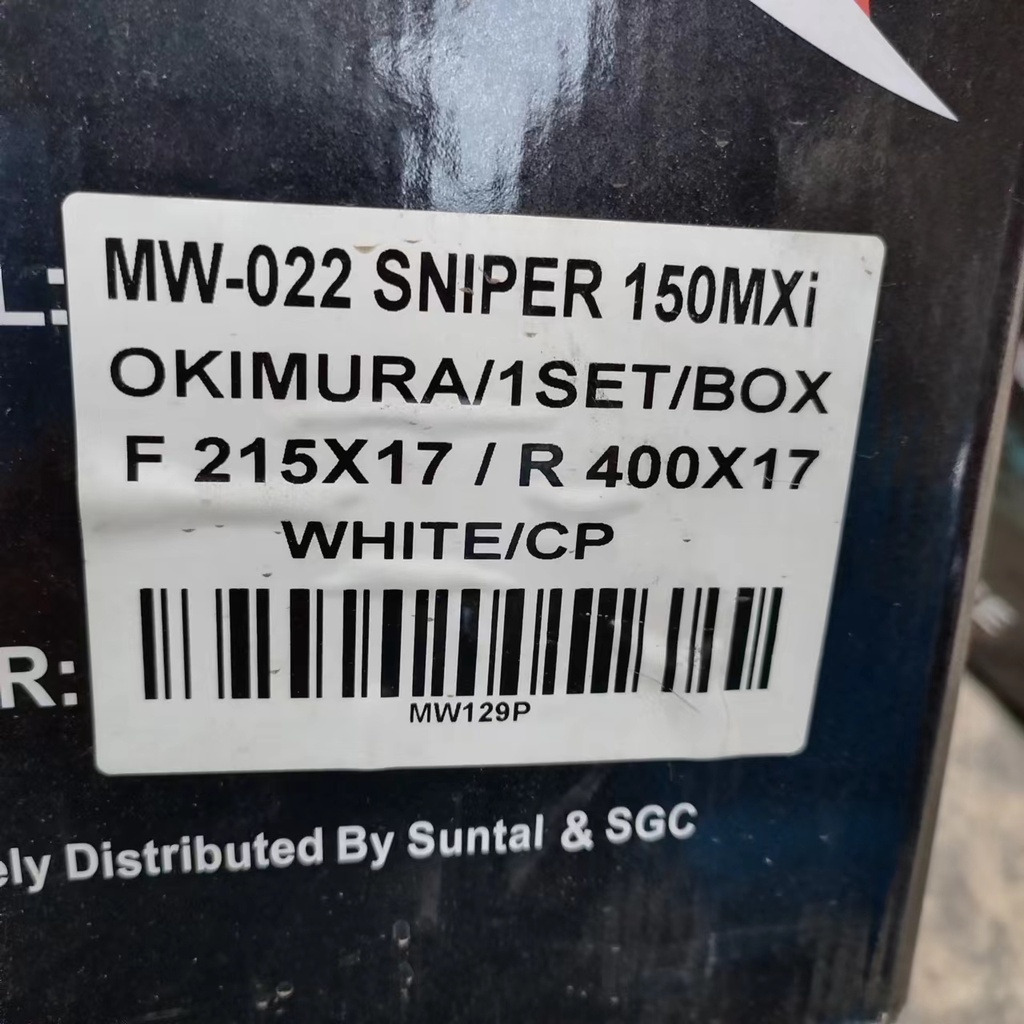 L:
MW-022 SNIPER 150MXi
OKIMURA/1SET/BOX
F 215X17 / R 400X17
WHITE/CP
R:
MW129P
ely Distributed By Suntal & SGC